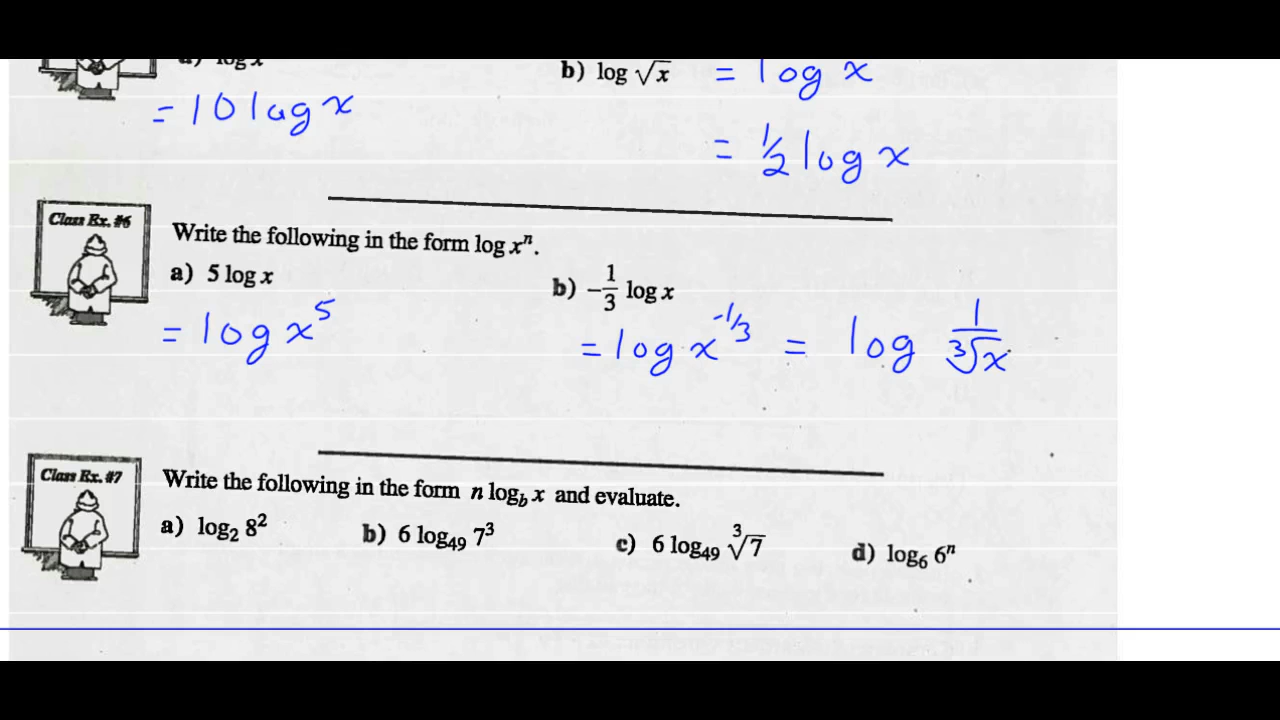 b) log √x = log x
= 10 log x
= 1/2 log x
Class Ex. #6
Write the following in the form log xⁿ.
a) 5 log x
b) -1/3 log x
= log x⁵
= log x^(-1/3) = log 1/∛x
Class Ex. #7
Write the following in the form n log_b x and evaluate.
a) log₂ 8²
b) 6 log₄₉ 7³
c) 6 log₄₉ ∛7
d) log₆ 6ⁿ